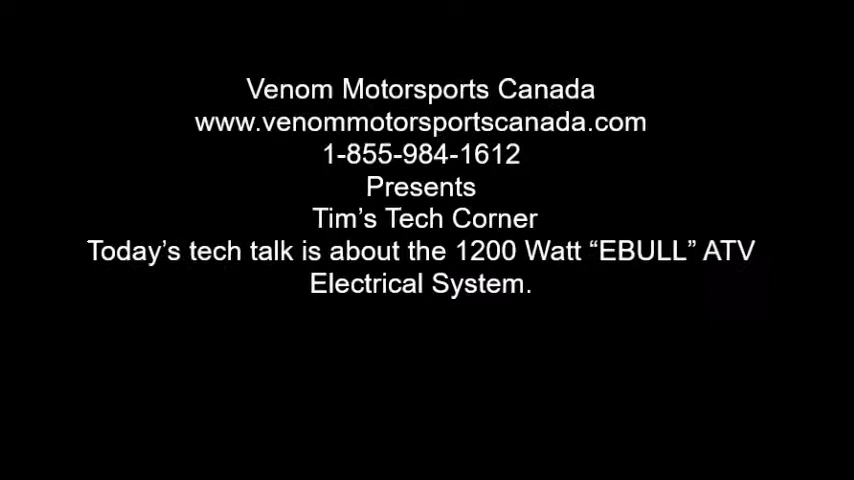 Venom Motorsports Canada
www.venommotorsportscanada.com
1-855-984-1612
Presents
Tim’s Tech Corner
Today’s tech talk is about the 1200 Watt “EBULL” ATV
Electrical System.